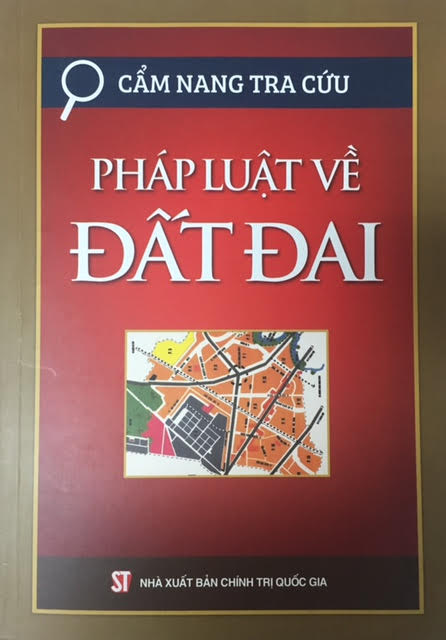 CẨM NANG TRA CỨU
PHÁP LUẬT VỀ
ĐẤT ĐAI
ST NHÀ XUẤT BẢN CHÍNH TRỊ QUỐC GIA